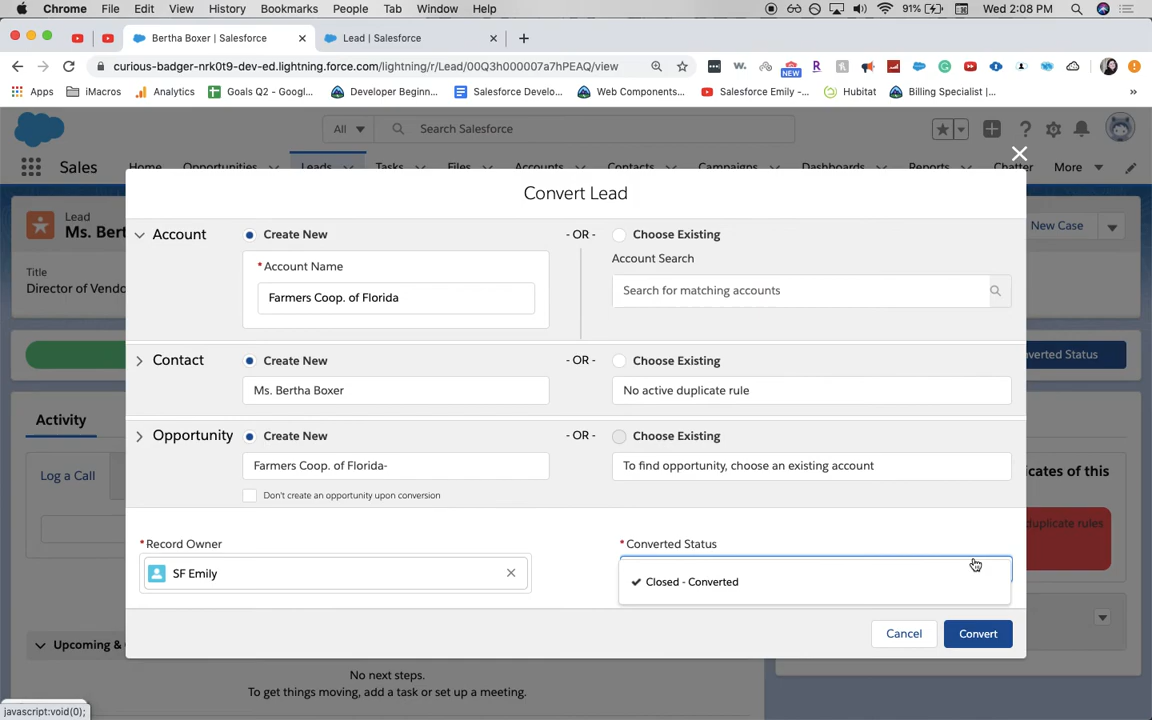 Chrome File Edit View History Bookmarks People Tab Window Help 91% Wed 2:08 PM
Bertha Boxer | Salesforce Lead | Salesforce
curious-badger-nrk0t9-dev-ed.lightning.force.com/lightning/r/Lead/00Q3h000007a7hPEAQ/view
NEW
Apps iMacros Analytics Goals Q2 - Googl... Developer Beginn... Salesforce Develo... Web Components... Salesforce Emily -... Hubitat Billing Specialist |... »
All Search Salesforce
Sales Home Opportunities Leads Tasks Files Accounts Contacts Campaigns Dashboards Reports Chatter More
Convert Lead
Lead
Ms. Bert
New Case
Title
Director of Vendo
Account Create New - OR - Choose Existing
*Account Name
Account Search
Farmers Coop. of Florida
Search for matching accounts
verted Status
Contact Create New - OR - Choose Existing
Ms. Bertha Boxer
No active duplicate rule
Activity
Opportunity Create New - OR - Choose Existing
Farmers Coop. of Florida-
To find opportunity, choose an existing account
Log a Call
cates of this
Don't create an opportunity upon conversion
duplicate rules
*Record Owner
*Converted Status
SF Emily
Closed - Converted
Cancel Convert
Upcoming &
No next steps.
To get things moving, add a task or set up a meeting.
javascript:void(0);